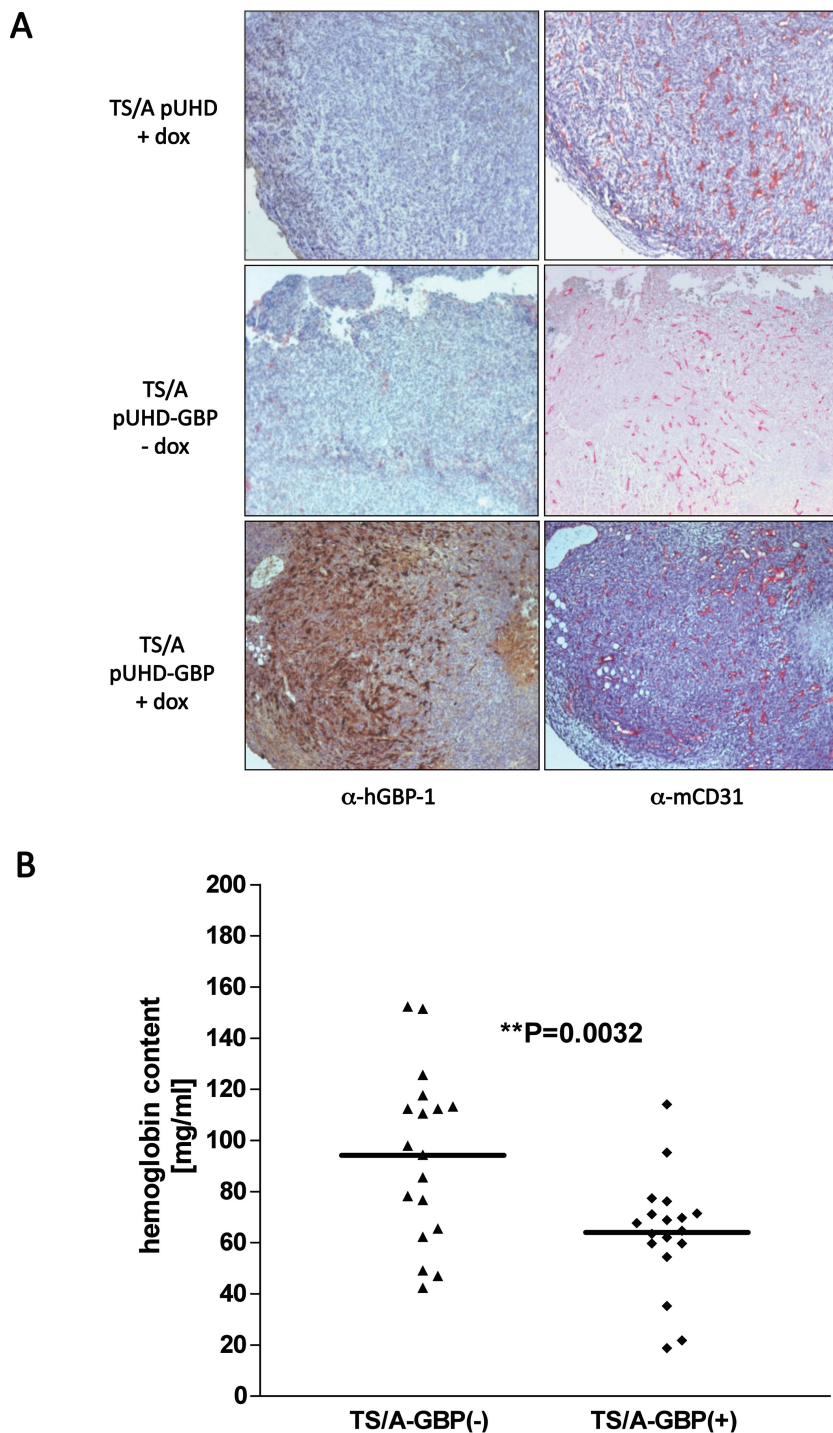 A
TS/A pUHD
+ dox
TS/A
pUHD-GBP
- dox
TS/A
pUHD-GBP
+ dox
α-hGBP-1
α-mCD31
B
hemoglobin content
[mg/ml]
200
180
160
140
120
100
80
60
40
20
0
**P=0.0032
TS/A-GBP(-)
TS/A-GBP(+)